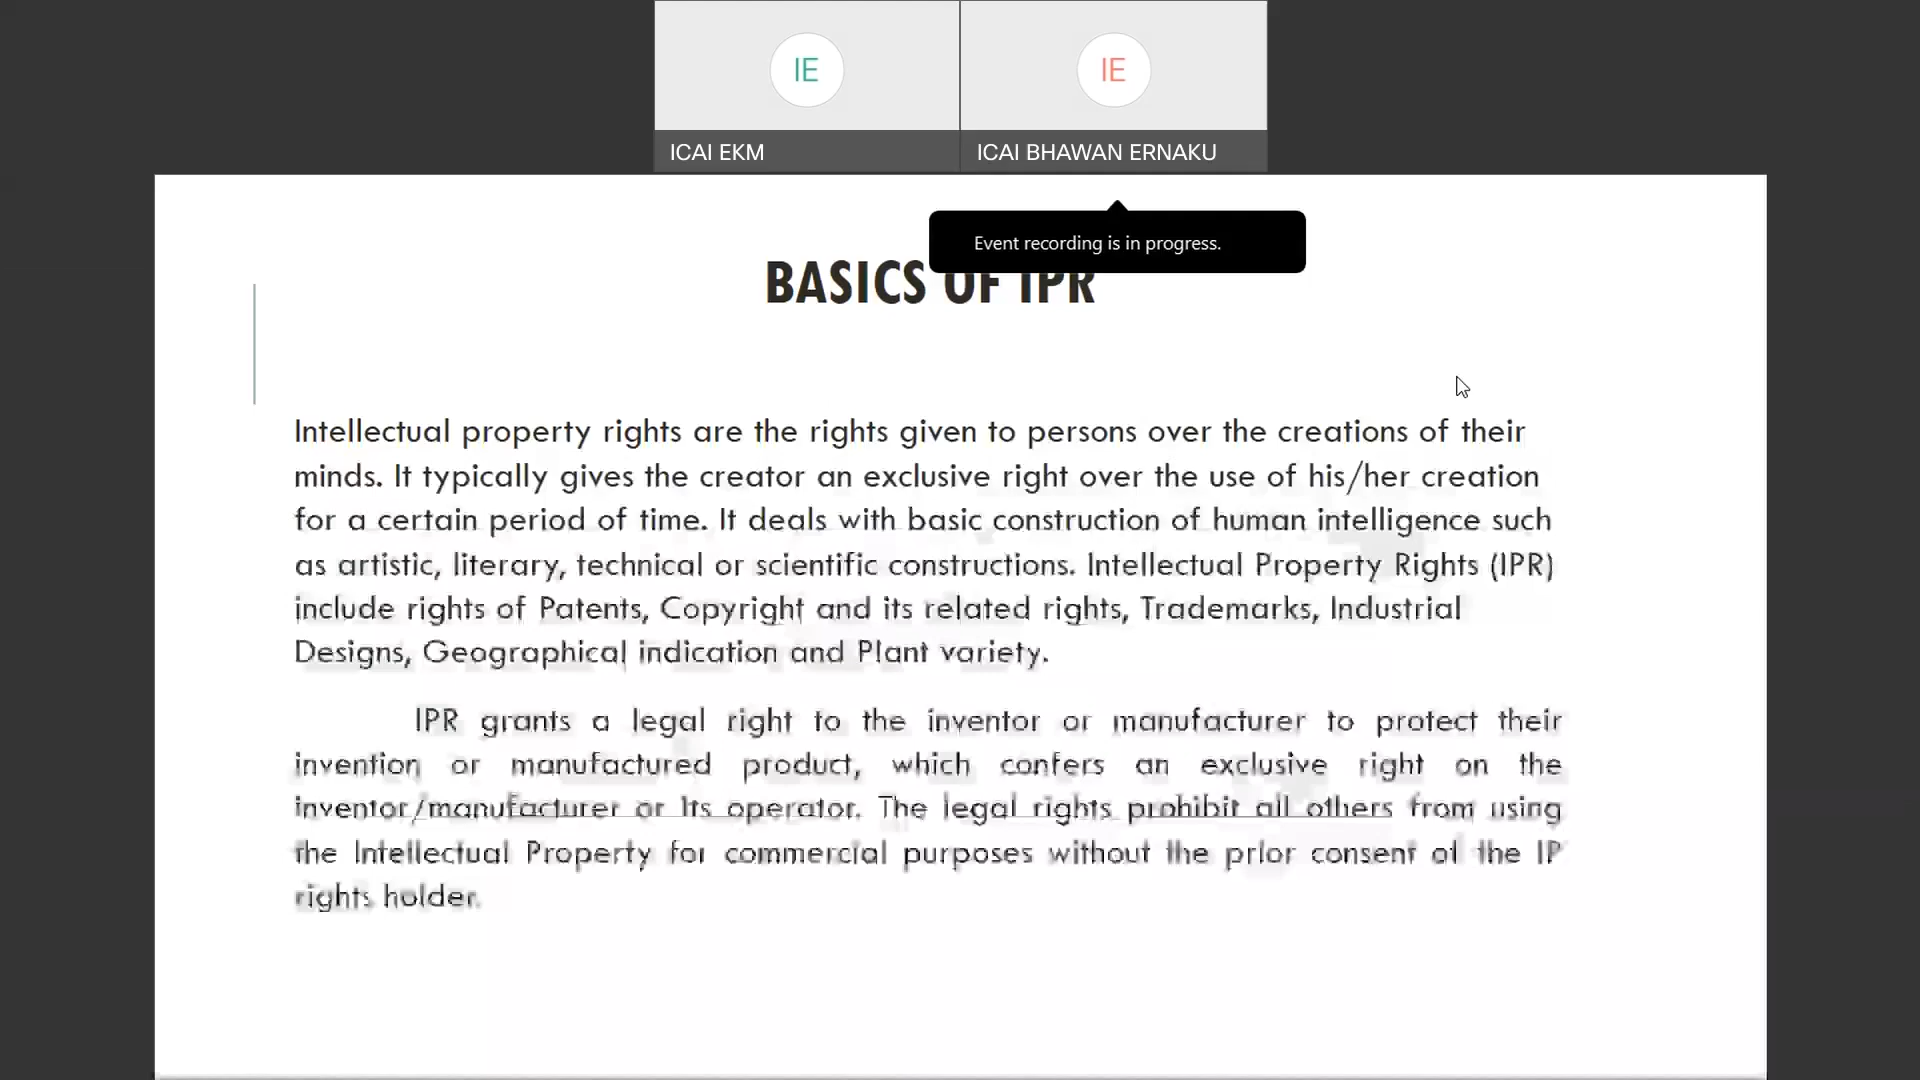 IE
IE
ICAI EKM
ICAI BHAWAN ERNAKU
Event recording is in progress.
BASICS OF IPR
Intellectual property rights are the rights given to persons over the creations of their
minds. It typically gives the creator an exclusive right over the use of his/her creation
for a certain period of time. It deals with basic construction of human intelligence such
as artistic, literary, technical or scientific constructions. Intellectual Property Rights (IPR)
include rights of Patents, Copyright and its related rights, Trademarks, Industrial
Designs, Geographical indication and Plant variety.
IPR grants a legal right to the inventor or manufacturer to protect their
invention or manufactured product, which confers an exclusive right on the
inventor/manufacturer or its operator. The legal rights prohibit all others from using
the Intellectual Property for commercial purposes without the prior consent of the IP
rights holder.